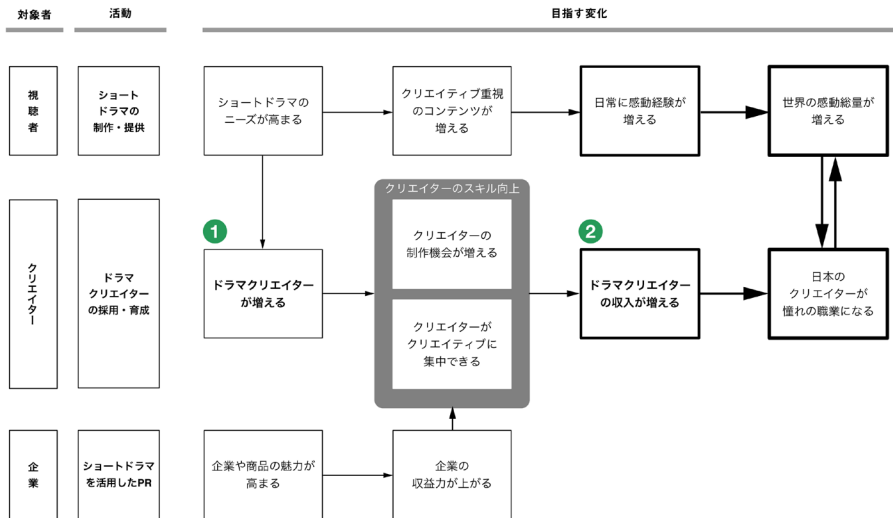 対象者
活動
目指す変化
視聴者
ショート
ドラマの
制作・提供
ショートドラマの
ニーズが高まる
クリエイティブ重視
のコンテンツが
増える
日常に感動経験が
増える
世界の感動総量が
増える
クリエイター
ドラマ
クリエイター
の採用・育成
1
ドラマクリエイター
が増える
クリエイターのスキル向上
クリエイターの
制作機会が増える
クリエイターが
クリエイティブに
集中できる
2
ドラマクリエイター
の収入が増える
日本の
クリエイターが
憧れの職業になる
企業
ショートドラマ
を活用したPR
企業や商品の魅力が
高まる
企業の
収益力が上がる